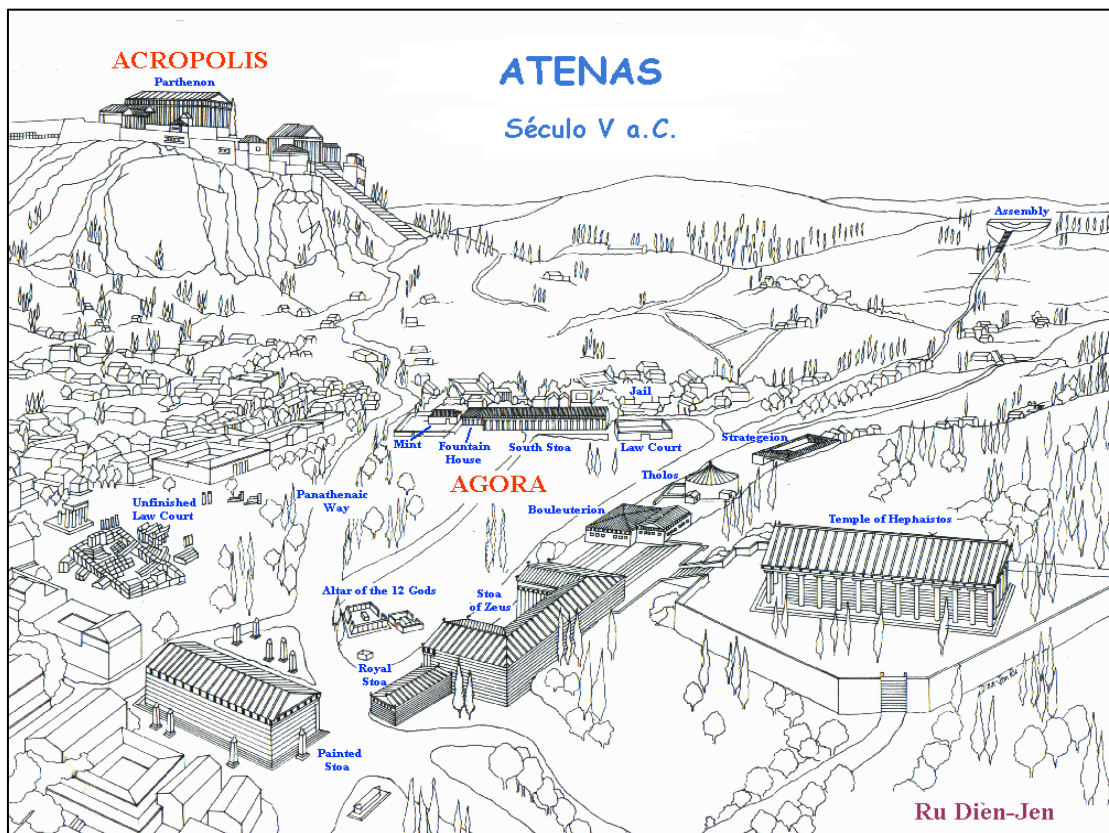 ACROPOLIS
Parthenon
ATENAS
Século V a.C.
Assembly
Jail
Mint
Fountain
House
South Stoa
Law Court
Strategeion
Tholos
AGORA
Unfinished
Law Court
Panathenaic
Way
Bouleuterion
Temple of Hephaistos
Altar of the 12 Gods
Stoa
of Zeus
Royal
Stoa
Painted
Stoa
Ru Dièn-Jen